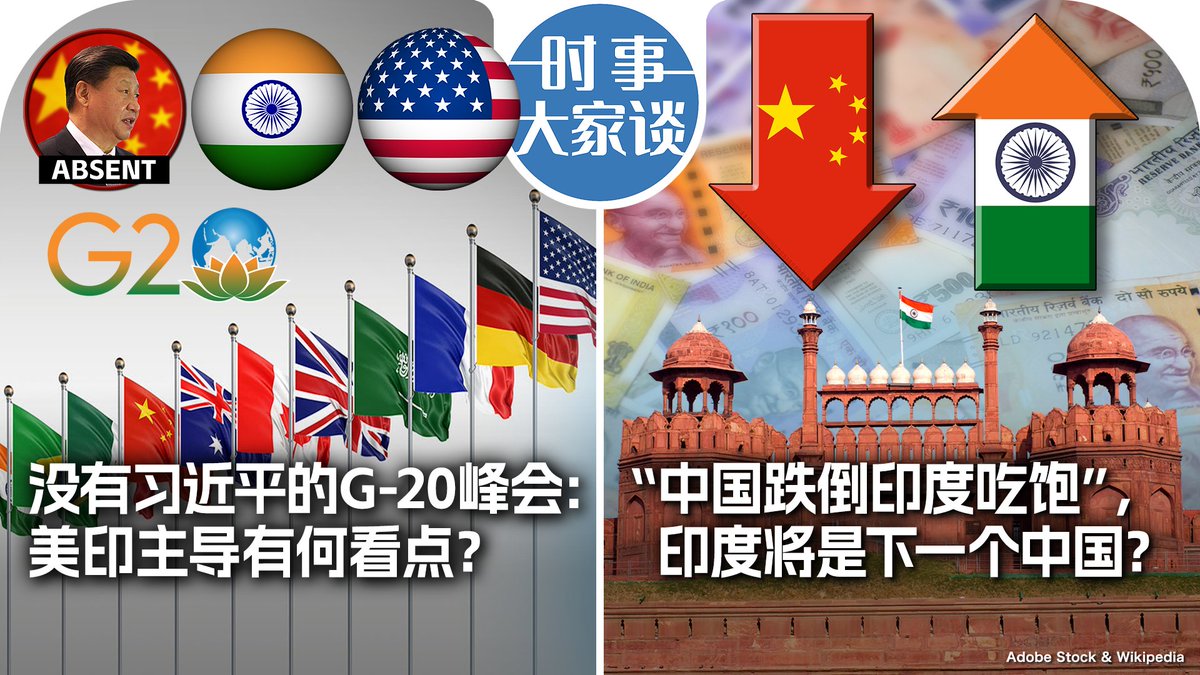 ABSENT
时事
大家谈
G20
没有习近平的G-20峰会：
美印主导有何看点？
“中国跌倒印度吃饱”，
印度将是下一个中国？
Adobe Stock & Wikipedia